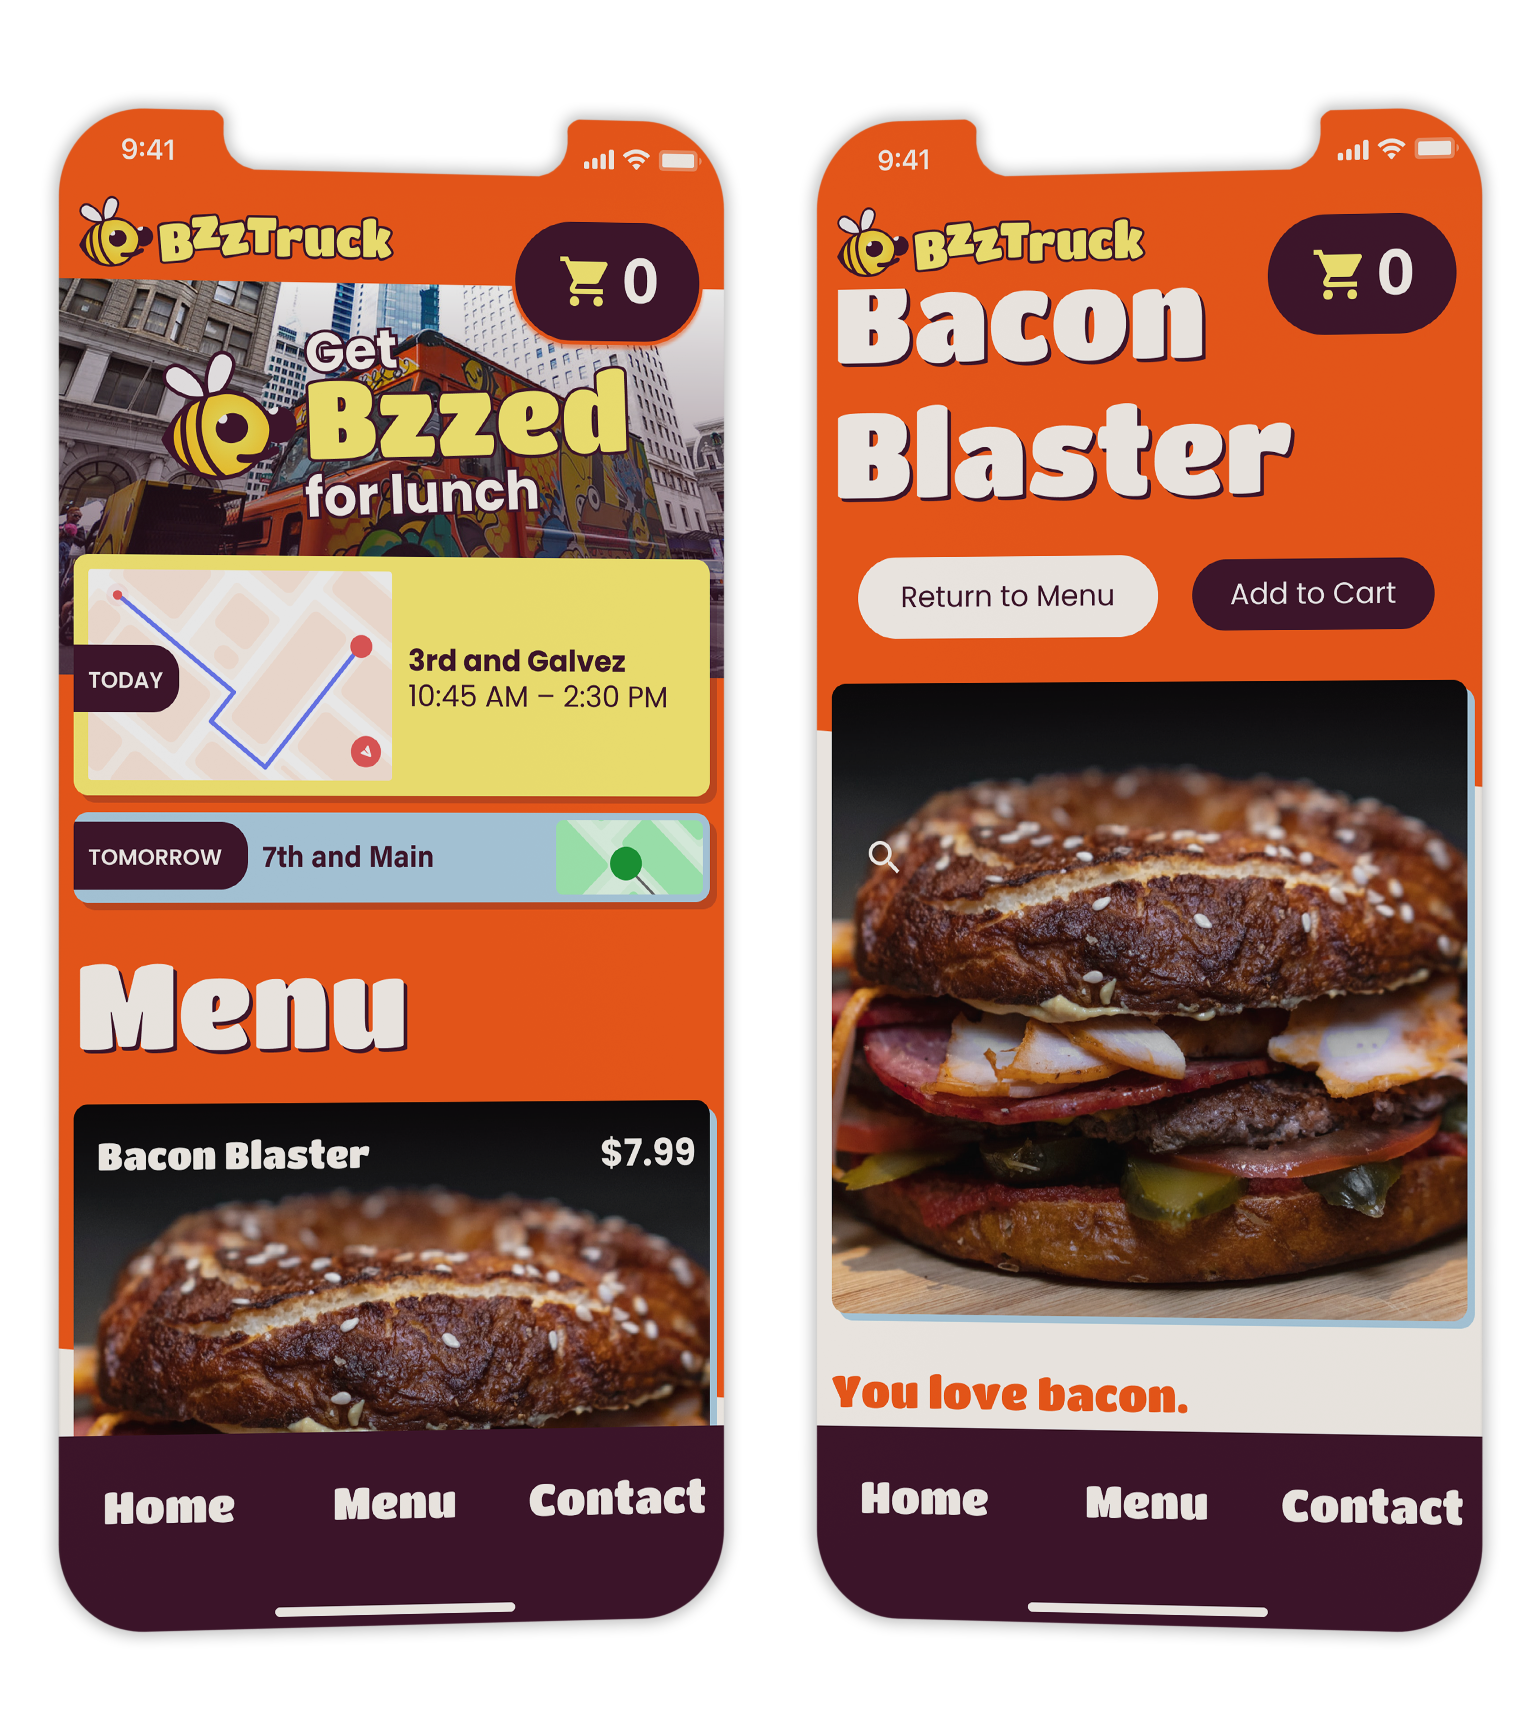 9:41
BzzTruck
0
Get
Bzzed
for lunch
TODAY
3rd and Galvez
10:45 AM – 2:30 PM
TOMORROW
7th and Main
Menu
Bacon Blaster
$7.99
Home
Menu
Contact
9:41
BzzTruck
0
Bacon
Blaster
Return to Menu
Add to Cart
You love bacon.
Home
Menu
Contact